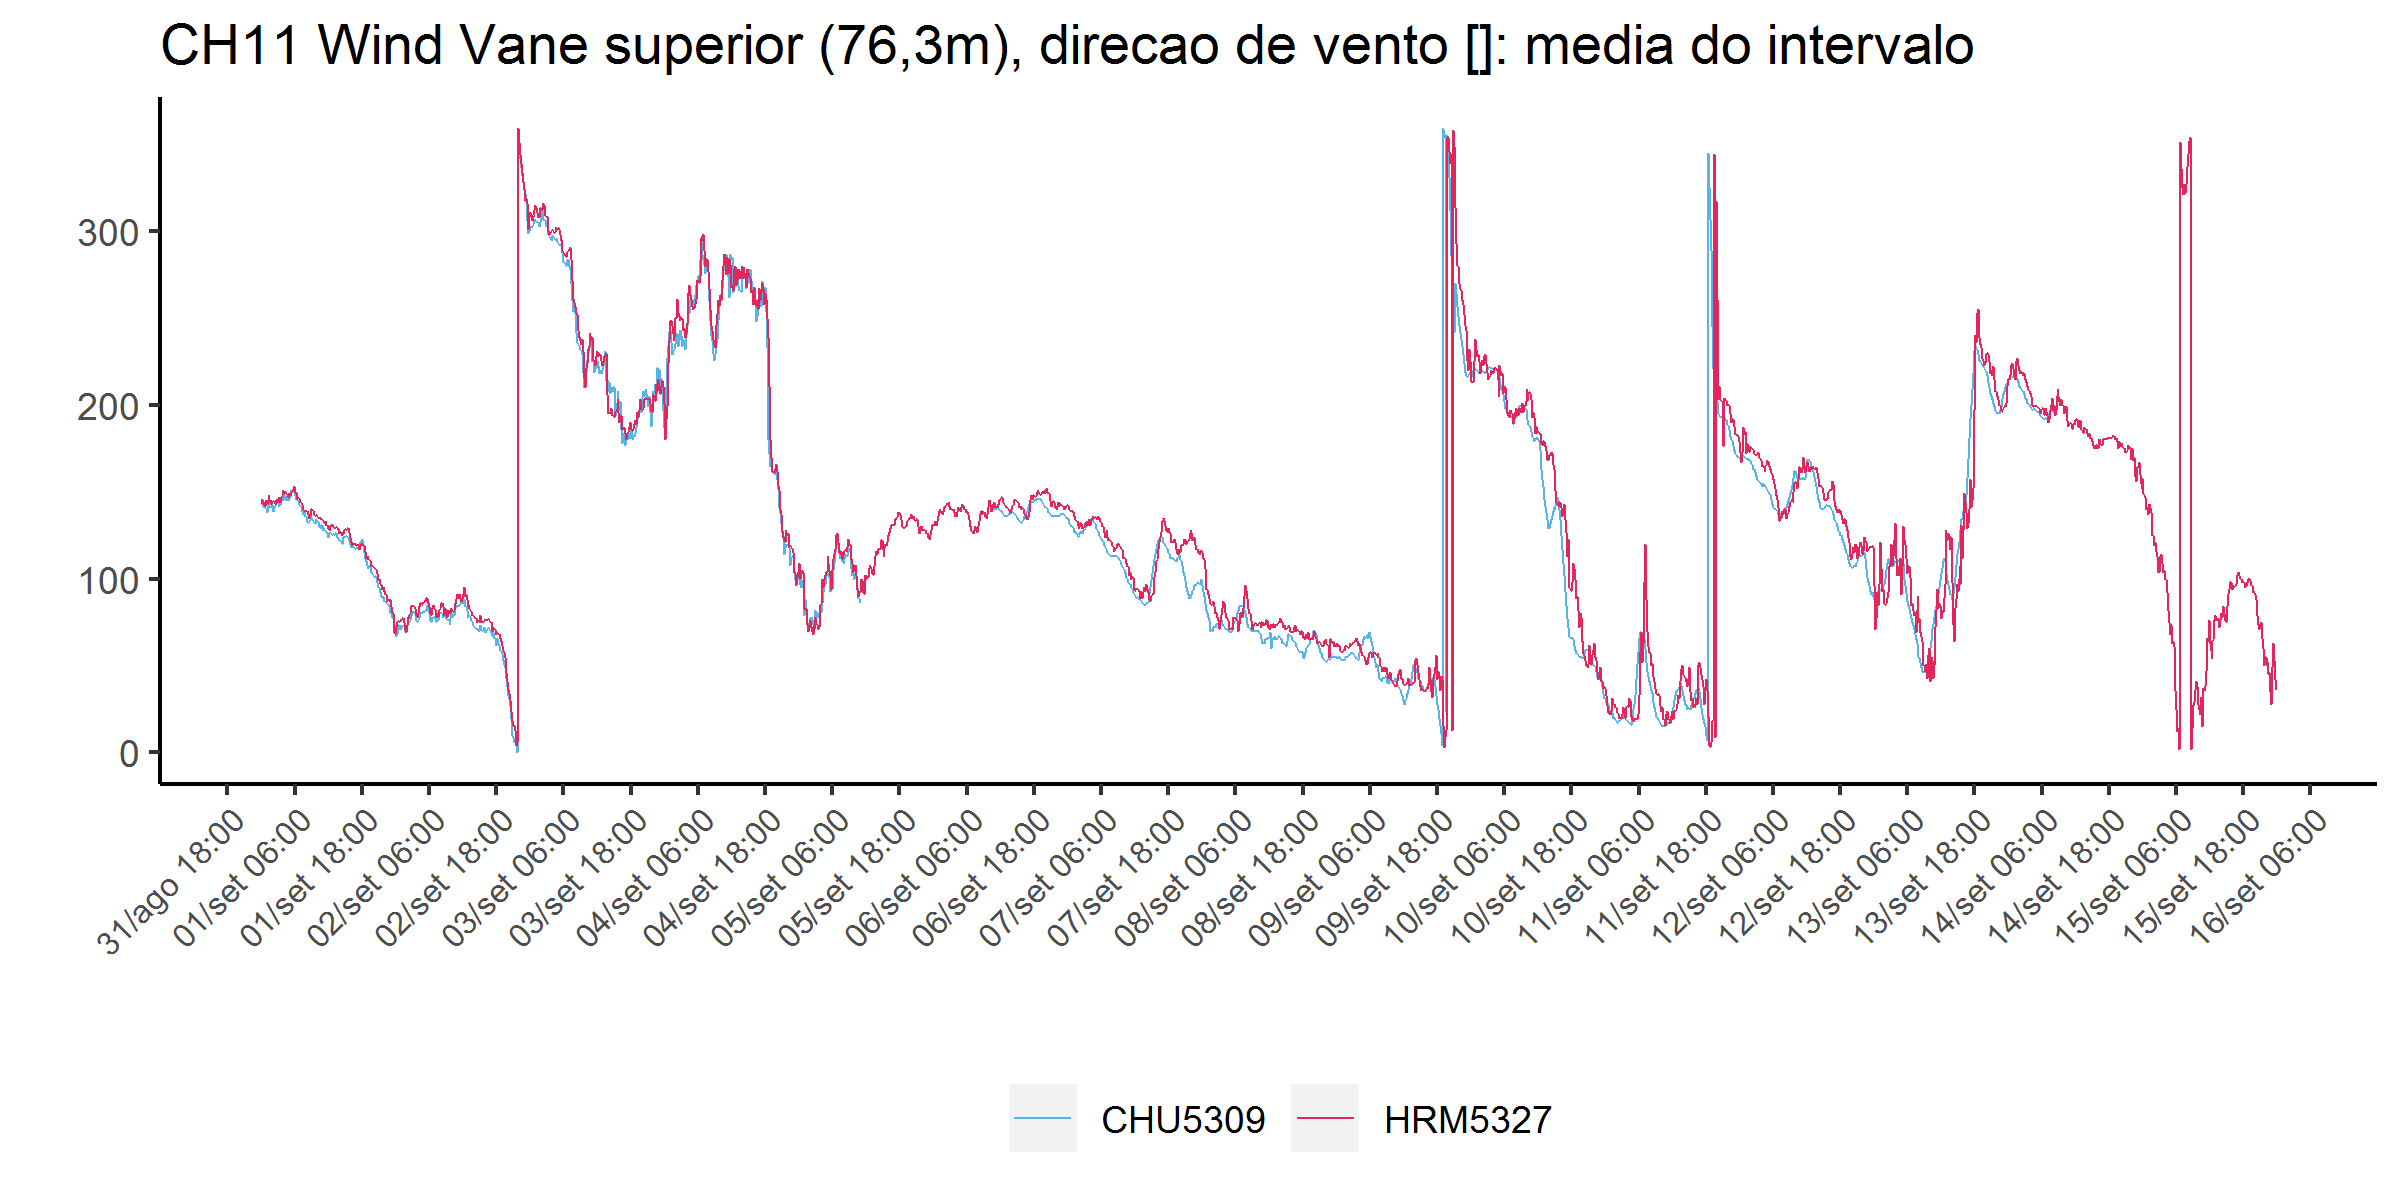 CH11 Wind Vane superior (76,3m), direcao de vento []: media do intervalo
300
200
100
0
31/ago 18:00
01/set 06:00
01/set 18:00
02/set 06:00
02/set 18:00
03/set 06:00
03/set 18:00
04/set 06:00
04/set 18:00
05/set 06:00
05/set 18:00
06/set 06:00
06/set 18:00
07/set 06:00
07/set 18:00
08/set 06:00
08/set 18:00
09/set 06:00
09/set 18:00
10/set 06:00
10/set 18:00
11/set 06:00
11/set 18:00
12/set 06:00
12/set 18:00
13/set 06:00
13/set 18:00
14/set 06:00
14/set 18:00
15/set 06:00
15/set 18:00
16/set 06:00
CHU5309
HRM5327